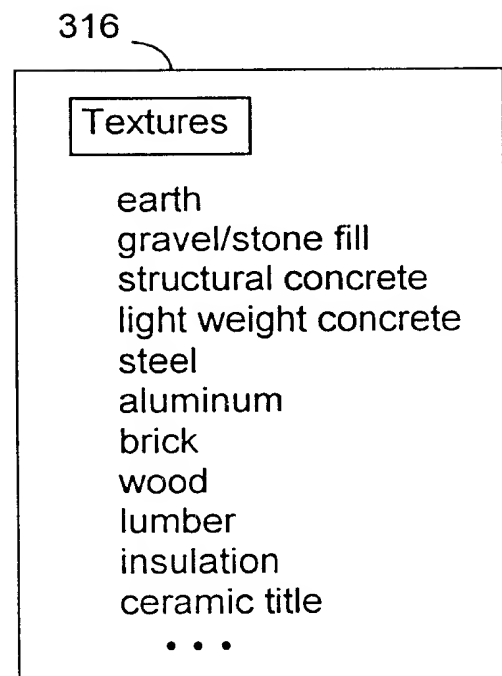 316
Textures
earth
gravel/stone fill
structural concrete
light weight concrete
steel
aluminum
brick
wood
lumber
insulation
ceramic title
• • •